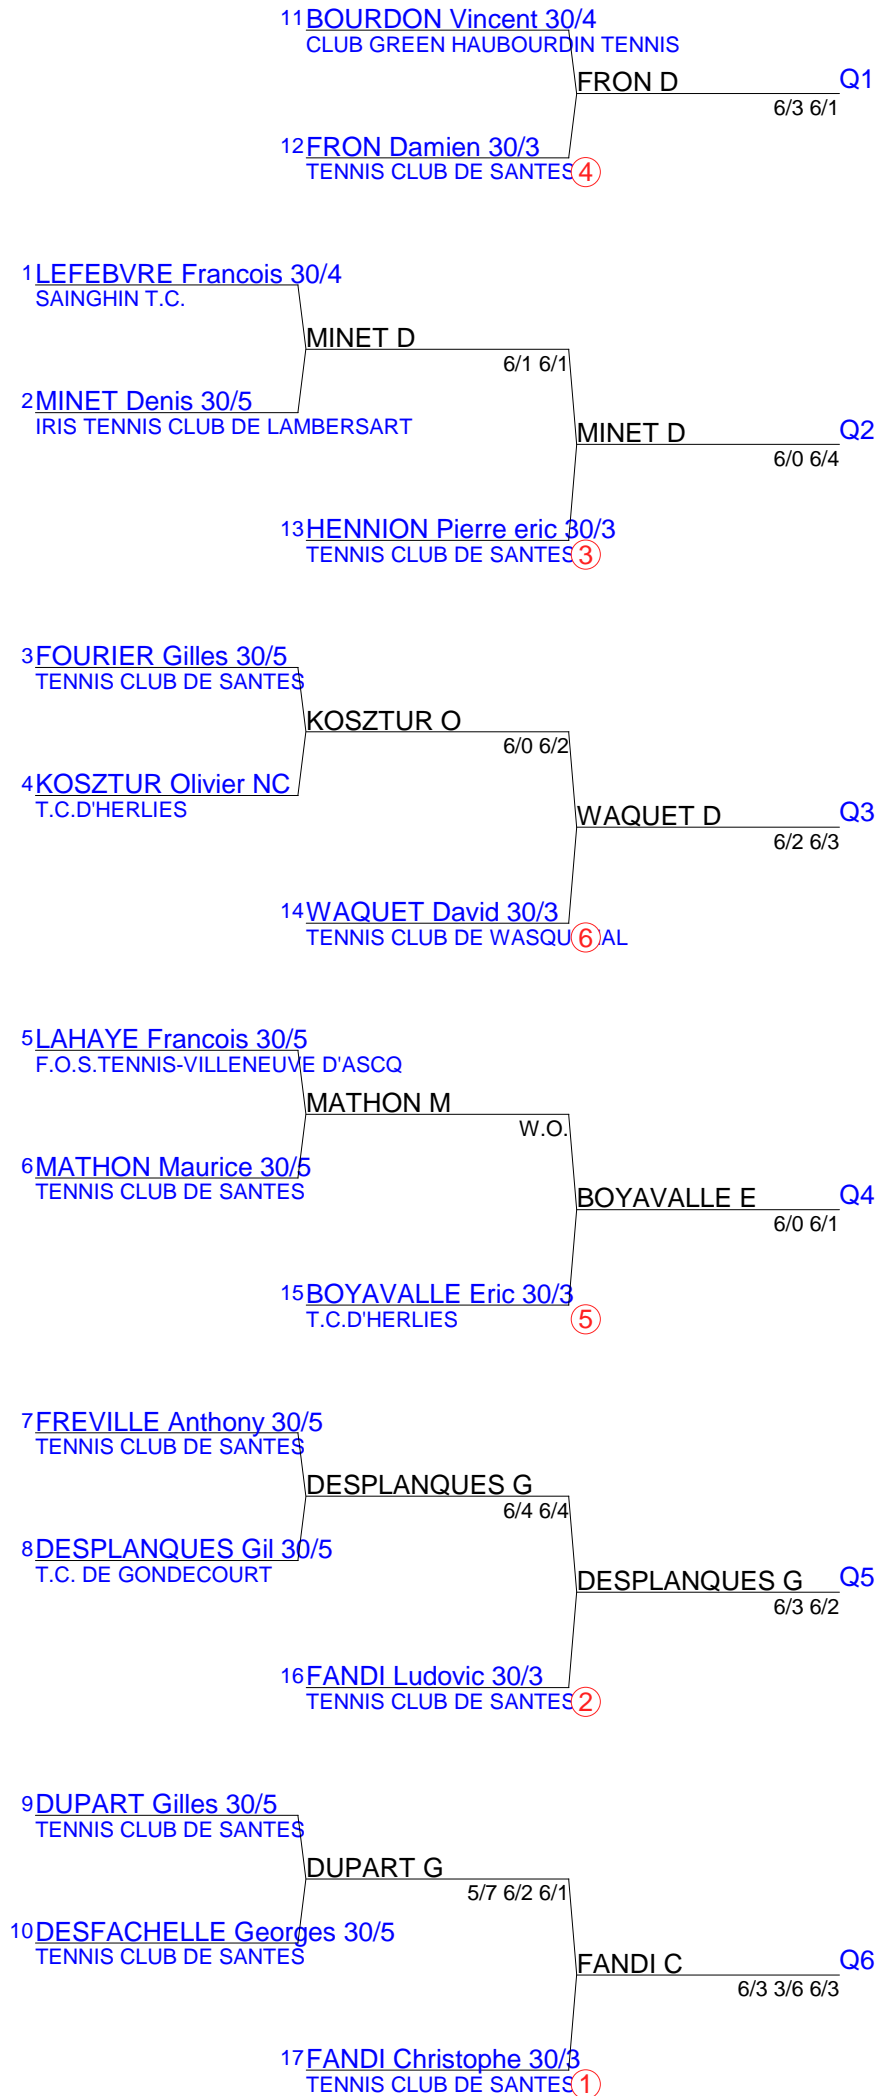 11 BOURDON Vincent 30/4
CLUB GREEN HAUBOURDIN TENNIS
FRON D Q1
6/3 6/1
12 FRON Damien 30/3
TENNIS CLUB DE SANTES 4
1 LEFEBVRE Francois 30/4
SAINGHIN T.C.
MINET D
6/1 6/1
2 MINET Denis 30/5
IRIS TENNIS CLUB DE LAMBERSART
MINET D Q2
6/0 6/4
13 HENNION Pierre eric 30/3
TENNIS CLUB DE SANTES 3
3 FOURIER Gilles 30/5
TENNIS CLUB DE SANTES
KOSZTUR O
6/0 6/2
4 KOSZTUR Olivier NC
T.C.D'HERLIES
WAQUET D Q3
6/2 6/3
14 WAQUET David 30/3
TENNIS CLUB DE 6
5 LAHAYE Francois 30/5
F.O.S.TENNIS-VILLENEUVE D'ASCQ
MATHON M
W.O.
6 MATHON Maurice 30/5
TENNIS CLUB DE SANTES
BOYAVALLE E Q4
6/0 6/1
15 BOYAVALLE Eric 30/3
T.C.D'HERLIES 5
7 FREVILLE Anthony 30/5
TENNIS CLUB DE SANTES
DESPLANQUES G
6/4 6/4
8 DESPLANQUES Gil 30/5
T.C. DE GONDECOURT
DESPLANQUES G Q5
6/3 6/2
16 FANDI Ludovic 30/3
TENNIS CLUB DE SANTES 2
9 DUPART Gilles 30/5
TENNIS CLUB DE SANTES
DUPART G
5/7 6/2 6/1
10 DESFACHELLE Georges 30/5
TENNIS CLUB DE SANTES
FANDI C Q6
6/3 3/6 6/3
17 FANDI Christophe 30/3
TENNIS CLUB DE SANTES 1